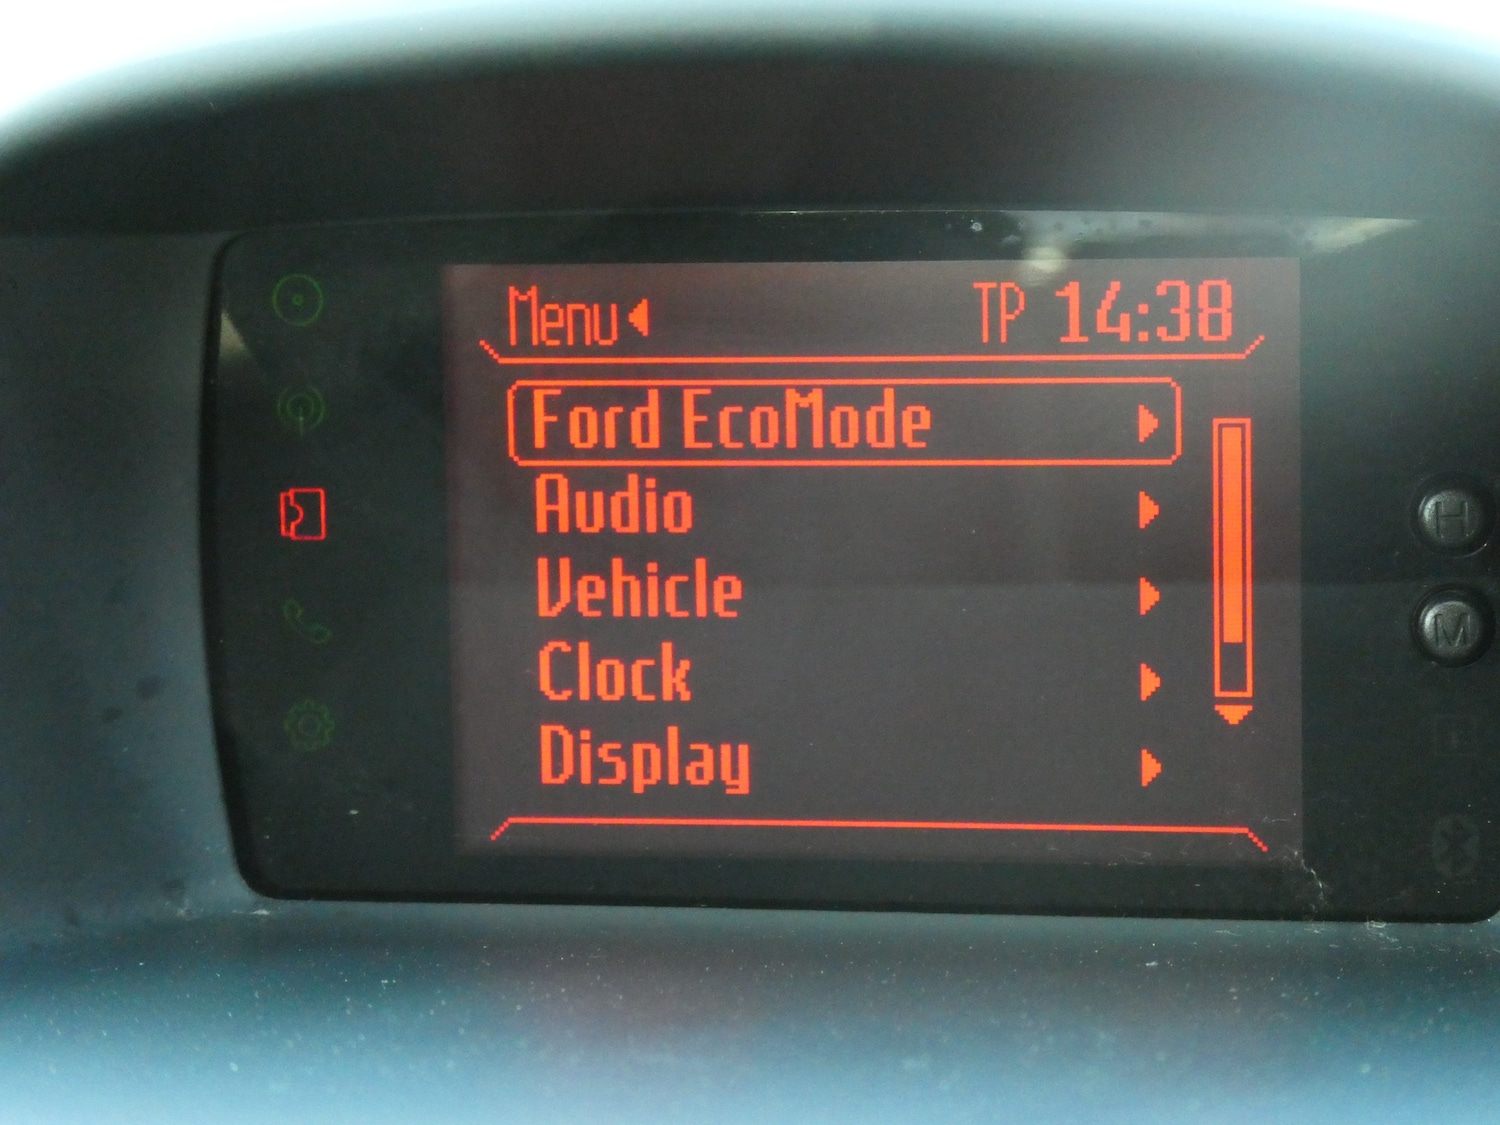 Menu TP 14:38
Ford EcoMode
Audio
Vehicle
Clock
Display
H
M